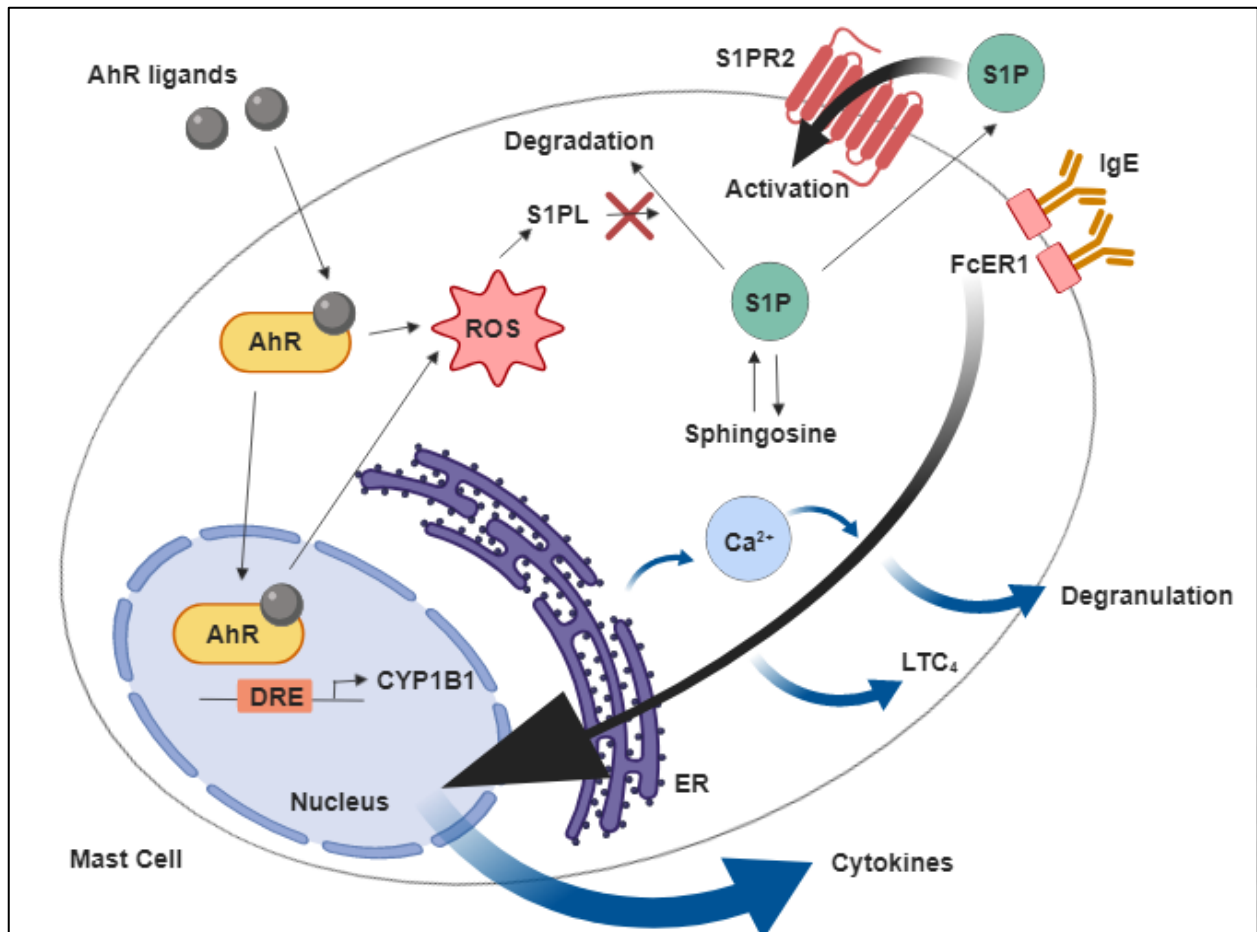 AhR ligands
S1PR2
S1P
Degradation
Activation
IgE
S1PL
FcER1
S1P
AhR
ROS
Sphingosine
Ca²⁺
Degranulation
AhR
CYP1B1
LTC₄
DRE
ER
Nucleus
Mast Cell
Cytokines